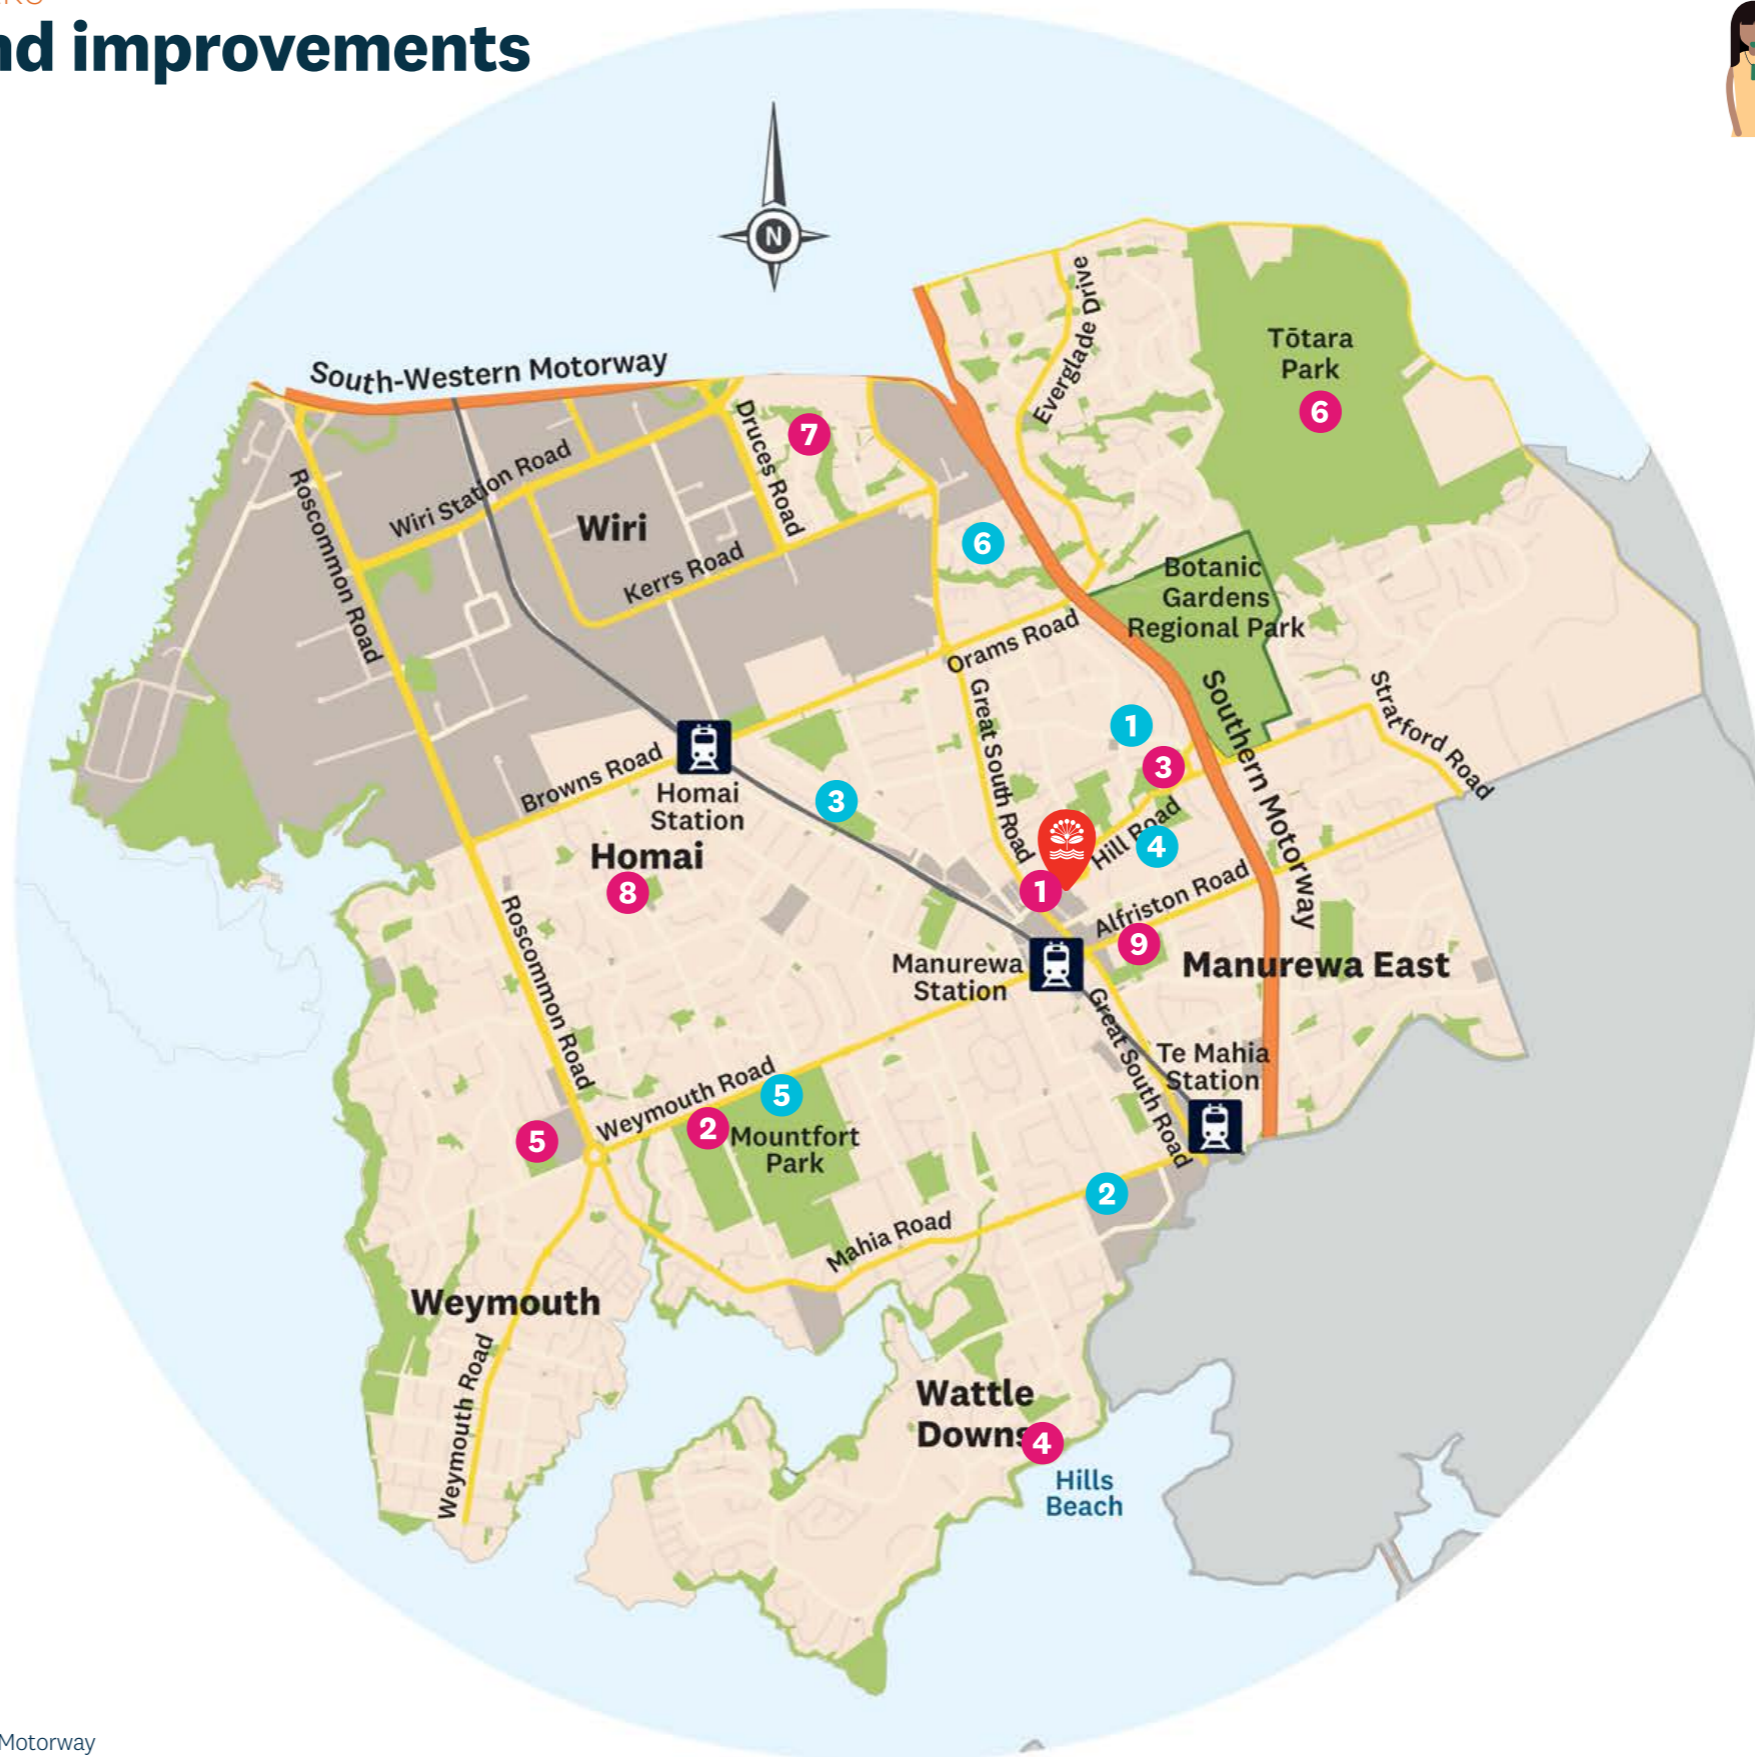 nd improvements
N
South-Western Motorway
Everglade Drive
Tōtara
Park
6
Druces Road
7
Wiri Station Road
Roscommon Road
Wiri
Kerrs Road
6
Botanic
Gardens
Regional Park
Orams Road
Great South Road
1
Southern Motorway
Stratford Road
3
Browns Road
Homai
Station
3
Homai
8
Hill Road
4
1
Alfriston Road
9
Manurewa
Station
Manurewa East
Roscommon Road
Great South Road
Te Mahia
Station
Weymouth Road
5
2
Mountfort
Park
5
2
Mahia Road
Weymouth
Weymouth Road
Wattle
Downs
4
Hills
Beach
Motorway